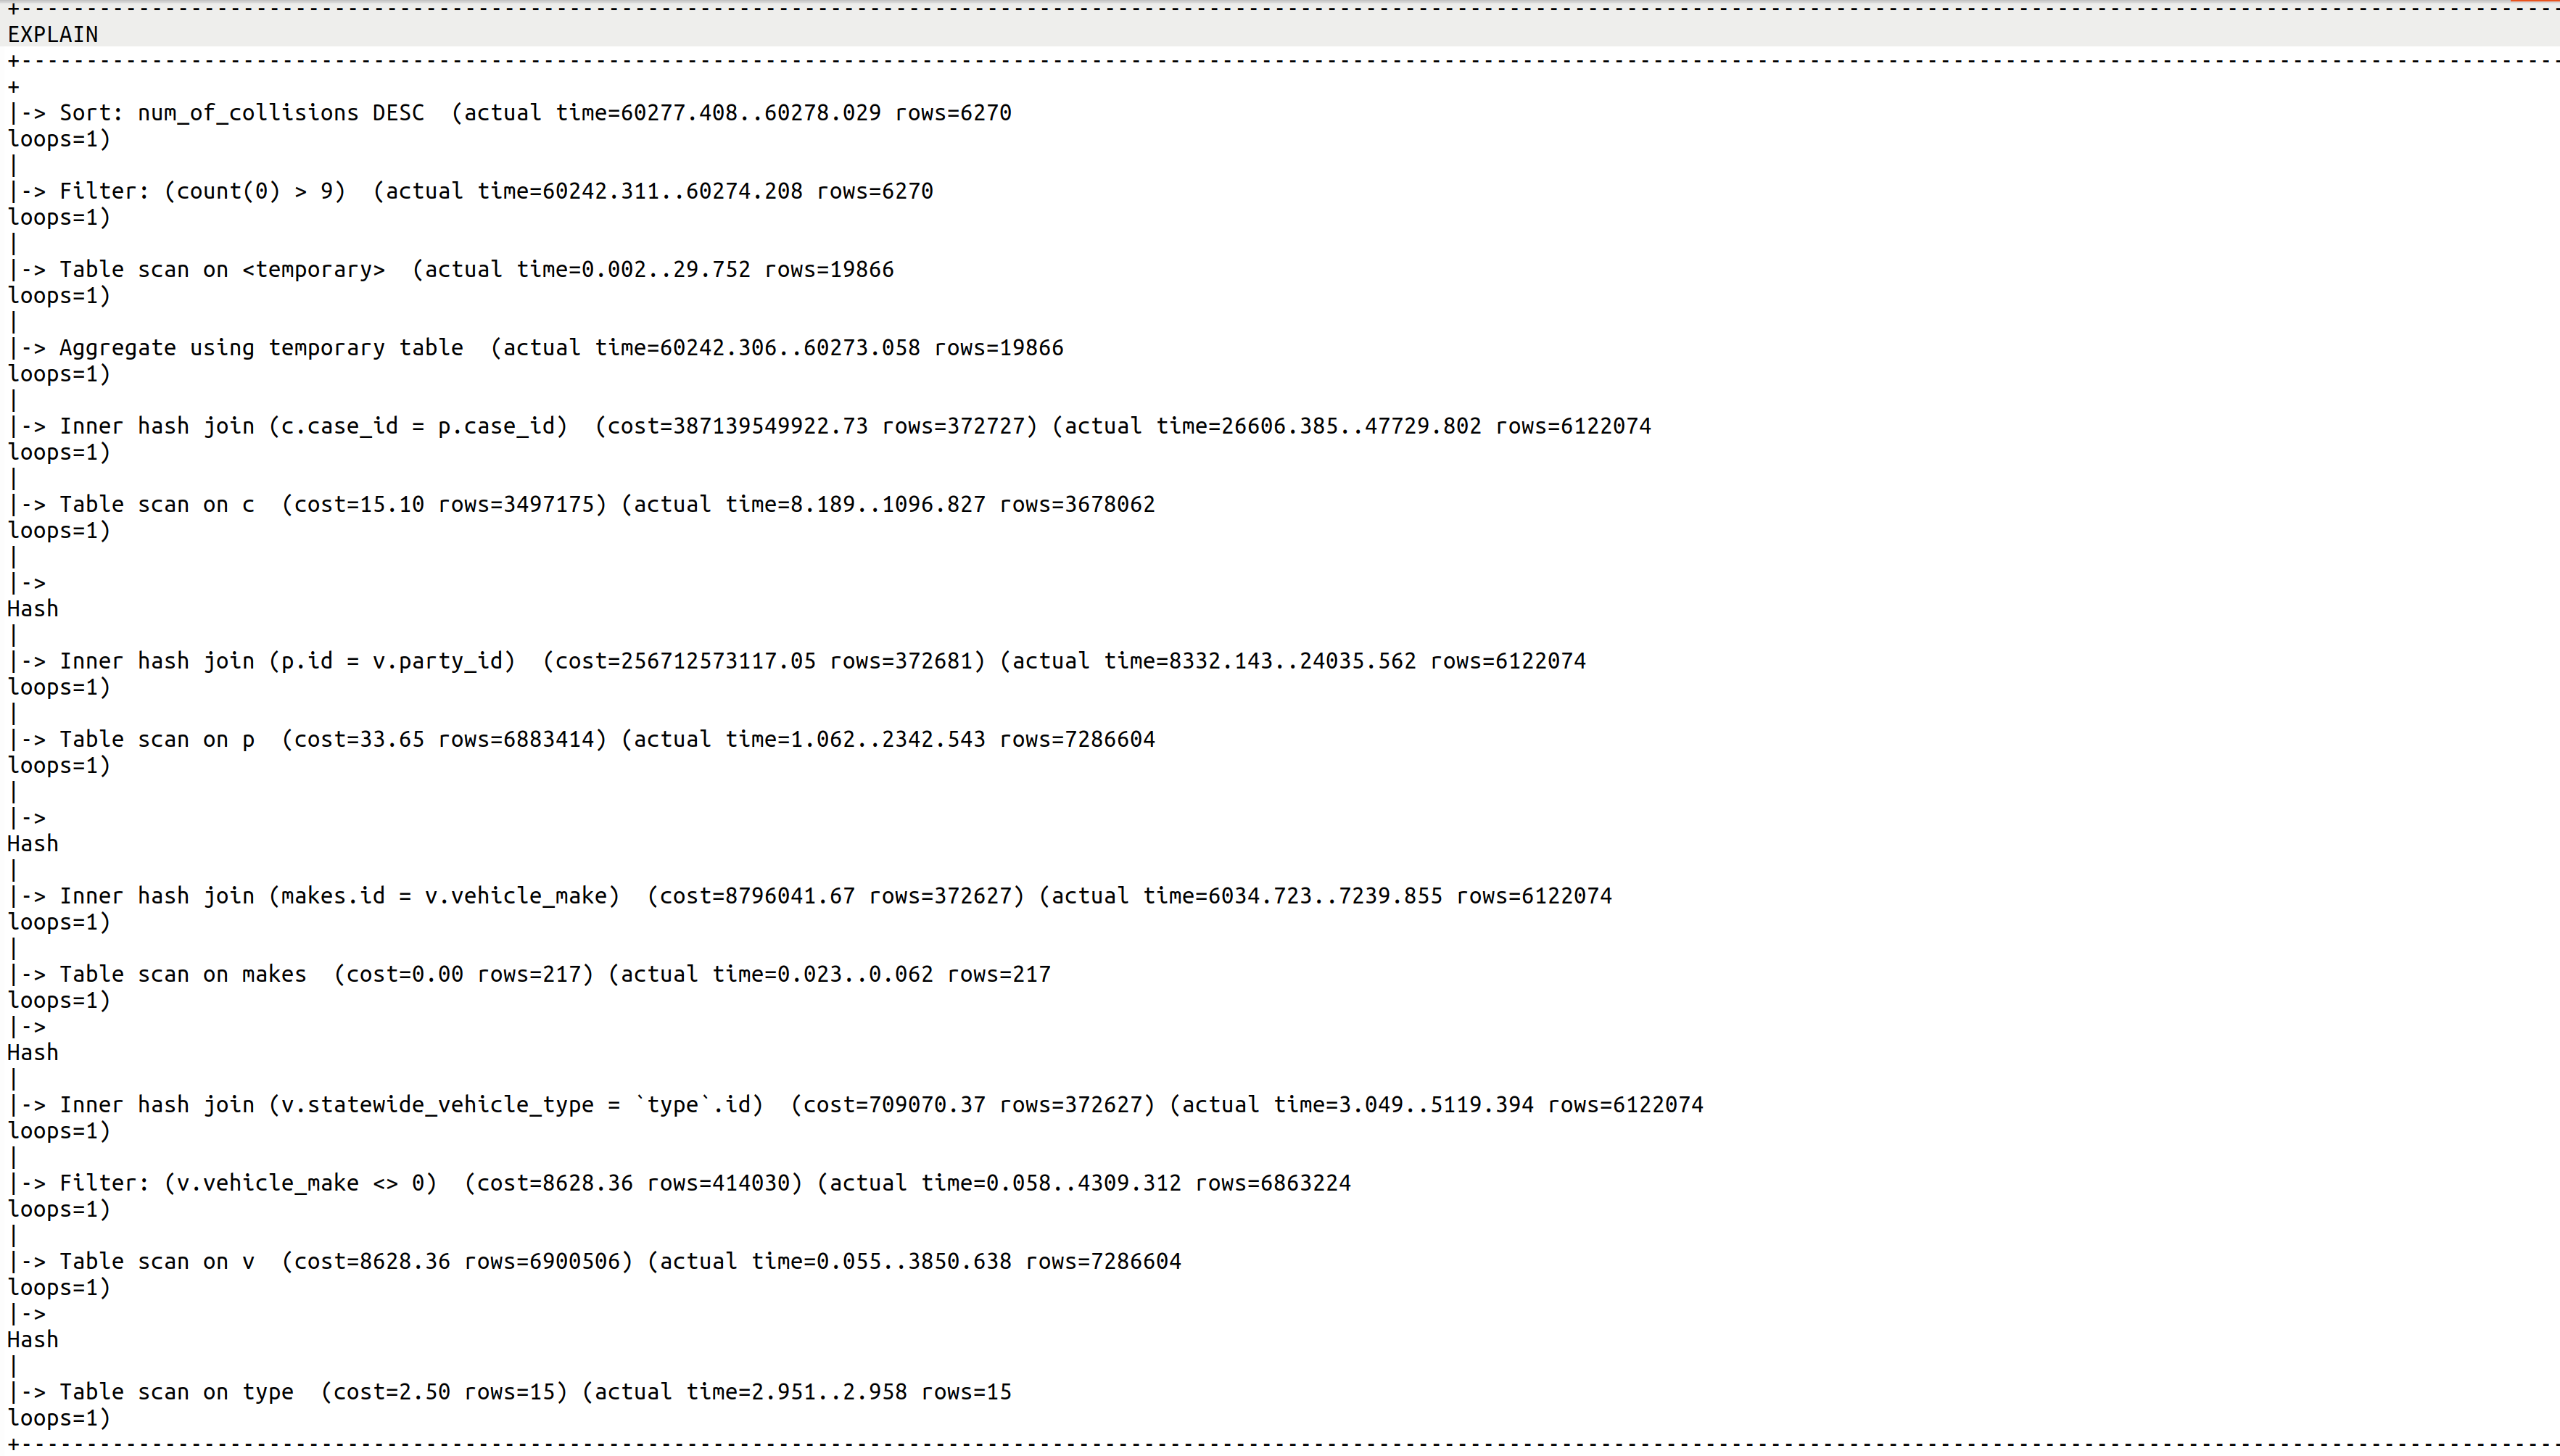 +----------------------------------------------------------------------------------------------------------------------------------------------------------------------------------------------------
EXPLAIN
+----------------------------------------------------------------------------------------------------------------------------------------------------------------------------------------------------
+
|-> Sort: num_of_collisions DESC  (actual time=60277.408..60278.029 rows=6270
loops=1)
|
|-> Filter: (count(0) > 9)  (actual time=60242.311..60274.208 rows=6270
loops=1)
|
|-> Table scan on <temporary>  (actual time=0.002..29.752 rows=19866
loops=1)
|
|-> Aggregate using temporary table  (actual time=60242.306..60273.058 rows=19866
loops=1)
|
|-> Inner hash join (c.case_id = p.case_id)  (cost=387139549922.73 rows=372727) (actual time=26606.385..47729.802 rows=6122074
loops=1)
|
|-> Table scan on c  (cost=15.10 rows=3497175) (actual time=8.189..1096.827 rows=3678062
loops=1)
|
|->
Hash
|
|-> Inner hash join (p.id = v.party_id)  (cost=256712573117.05 rows=372681) (actual time=8332.143..24035.562 rows=6122074
loops=1)
|
|-> Table scan on p  (cost=33.65 rows=6883414) (actual time=1.062..2342.543 rows=7286604
loops=1)
|
|->
Hash
|
|-> Inner hash join (makes.id = v.vehicle_make)  (cost=8796041.67 rows=372627) (actual time=6034.723..7239.855 rows=6122074
loops=1)
|
|-> Table scan on makes  (cost=0.00 rows=217) (actual time=0.023..0.062 rows=217
loops=1)
|->
Hash
|
|-> Inner hash join (v.statewide_vehicle_type = `type`.id)  (cost=709070.37 rows=372627) (actual time=3.049..5119.394 rows=6122074
loops=1)
|
|-> Filter: (v.vehicle_make <> 0)  (cost=8628.36 rows=414030) (actual time=0.058..4309.312 rows=6863224
loops=1)
|
|-> Table scan on v  (cost=8628.36 rows=6900506) (actual time=0.055..3850.638 rows=7286604
loops=1)
|->
Hash
|
|-> Table scan on type  (cost=2.50 rows=15) (actual time=2.951..2.958 rows=15
loops=1)
+----------------------------------------------------------------------------------------------------------------------------------------------------------------------------------------------------